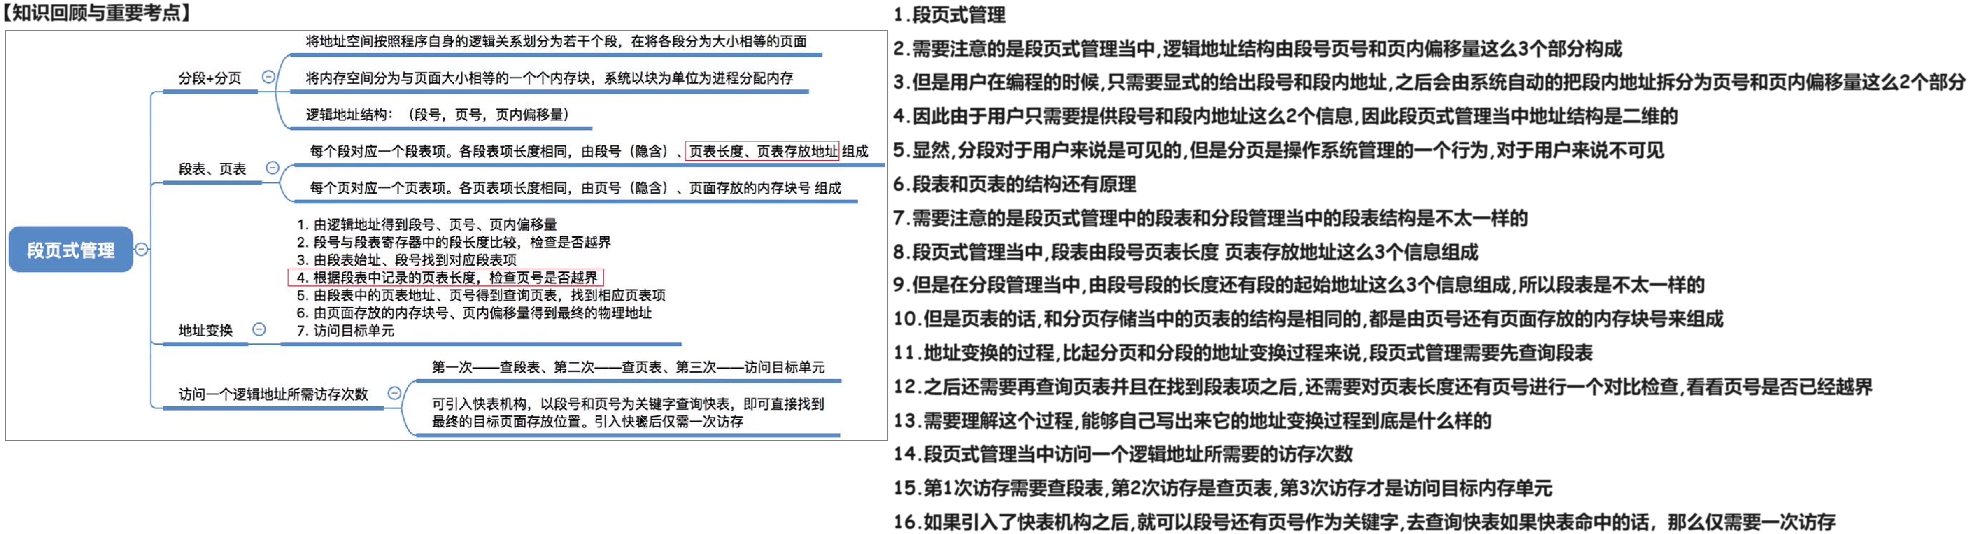 【知识回顾与重要考点】
将地址空间按照程序自身的逻辑关系划分为若干个段，在将各段分为大小相等的页面
分段+分页
将内存空间分为与页面大小相等的一个个内存块，系统以块为单位为进程分配内存
逻辑地址结构：（段号，页号，页内偏移量）
每个段对应一个段表项。各段表项长度相同，由段号（隐含）、页表长度、页表存放地址 组成
段表、页表
每个页对应一个页表项。各页表项长度相同，由页号（隐含）、页面存放的内存块号 组成
段页式管理
1. 由逻辑地址得到段号、页号、页内偏移量
2. 段号与段表寄存器中的段长度比较，检查是否越界
3. 由段表始址、段号找到对应段表项
4. 根据段表中记录的页表长度，检查页号是否越界
5. 由段表中的页表地址、页号得到查询页表，找到相应页表项
6. 由页面存放的内存块号、页内偏移量得到最终的物理地址
7. 访问目标单元
地址变换
第一次——查段表、第二次——查页表、第三次——访问目标单元
访问一个逻辑地址所需访存次数
可引入快表机构，以段号和页号为关键字查询快表，即可直接找到
最终的目标页面存放位置。引入快表后仅需一次访存
1.段页式管理
2.需要注意的是段页式管理当中,逻辑地址结构由段号页号和页内偏移量这么3个部分构成
3.但是用户在编程的时候,只需要显式的给出段号和段内地址,之后会由系统自动的把段内地址拆分为页号和页内偏移量这么2个部分
4.因此由于用户只需要提供段号和段内地址这么2个信息,因此段页式管理当中地址结构是二维的
5.显然,分段对于用户来说是可见的,但是分页是操作系统管理的一个行为,对于用户来说不可见
6.段表和页表的结构还有原理
7.需要注意的是段页式管理中的段表和分段管理当中的段表结构是不太一样的
8.段页式管理当中,段表由段号页表长度 页表存放地址这么3个信息组成
9.但是在分段管理当中,由段号段的长度还有段的起始地址这么3个信息组成,所以段表是不太一样的
10.但是页表的话,和分页存储当中的页表的结构是相同的,都是由页号还有页面存放的内存块号来组成
11.地址变换的过程,比起分页和分段的地址变换过程来说,段页式管理需要先查询段表
12.之后还需要再查询页表并且在找到段表项之后,还需要对页表长度还有页号进行一个对比检查,看看页号是否已经越界
13.需要理解这个过程,能够自己写出来它的地址变换过程到底是什么样的
14.段页式管理当中访问一个逻辑地址所需要的访存次数
15.第1次访存需要查段表,第2次访存是查页表,第3次访存才是访问目标内存单元
16.如果引入了快表机构之后,就可以段号还有页号作为关键字,去查询快表如果快表命中的话，那么仅需要一次访存